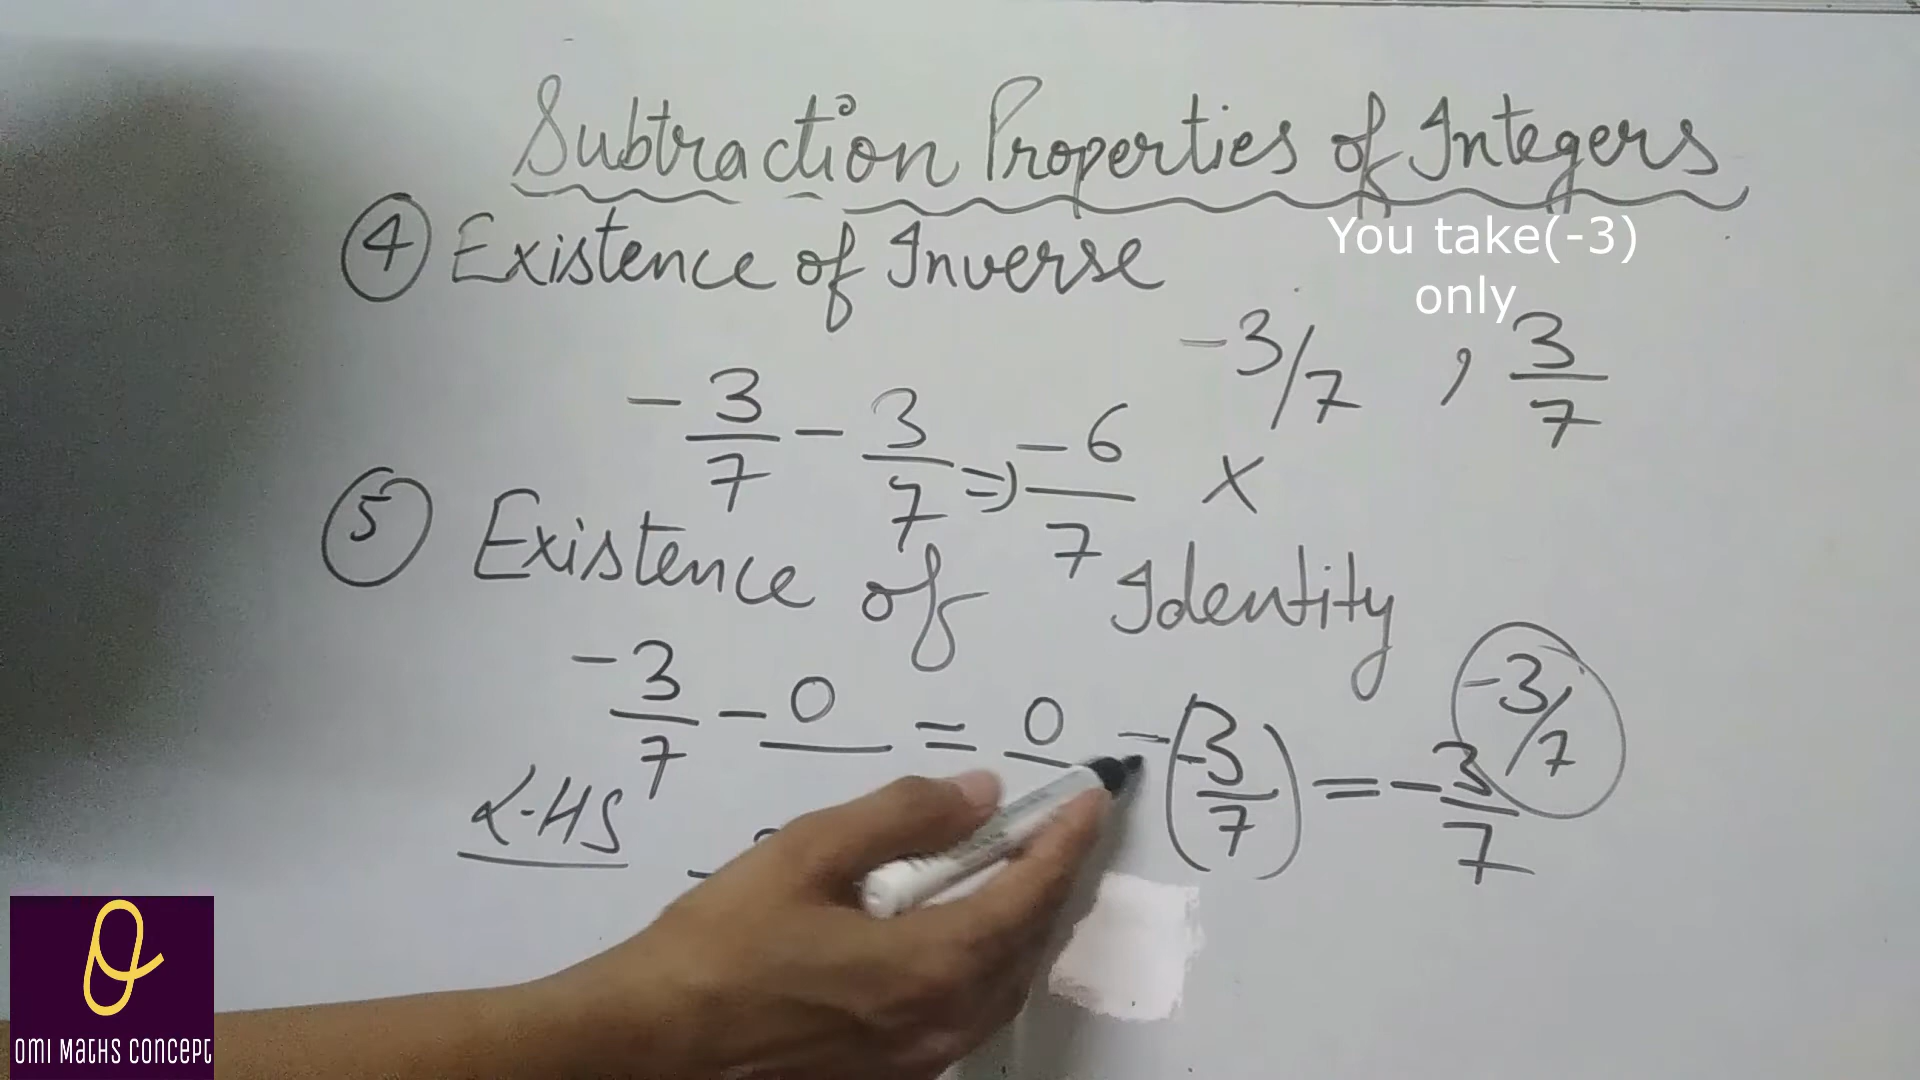 Subtraction Properties of Integers
You take(-3)
only
④ Existence of Inverse
-3/7 , 3/7
-3/7 - 3/7 ⇒ -6/7 ×
⑤ Existence of Identity
-3/7
-3/7 - 0 = 0 - (-3/7) = -3/7
L-HS
OMI MATHS CONCEPT